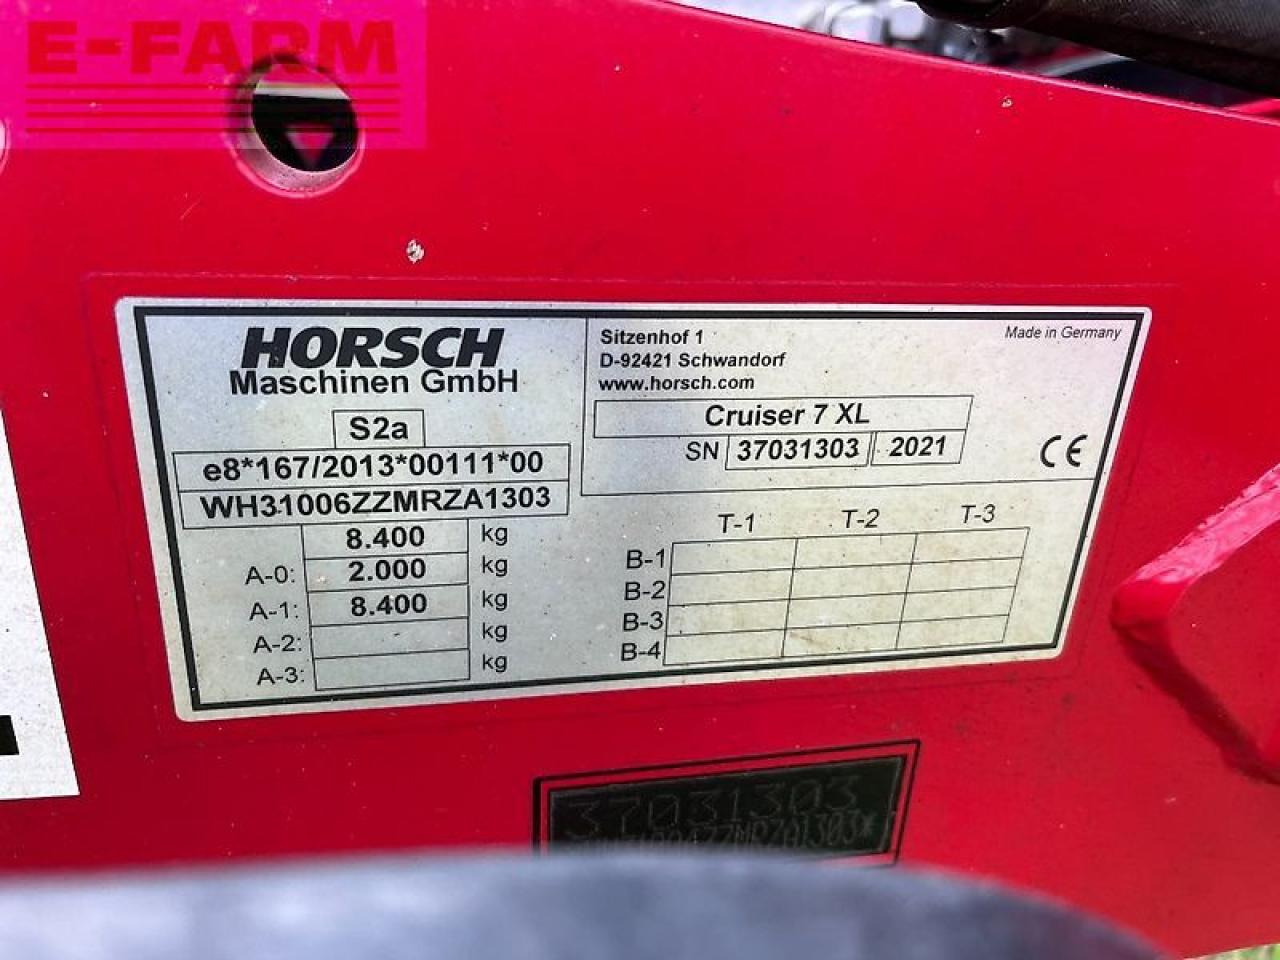 E-FARM
HORSCH
Maschinen GmbH
S2a
e8*167/2013*00111*00
WH31006ZZMRZA1303
8.400 kg
A-0: 2.000 kg
A-1: 8.400 kg
A-2: kg
A-3: kg
Sitzenhof 1
D-92421 Schwandorf
www.horsch.com
Made in Germany
Cruiser 7 XL
SN 37031303 2021
CE
T-1 T-2 T-3
B-1
B-2
B-3
B-4
37031303